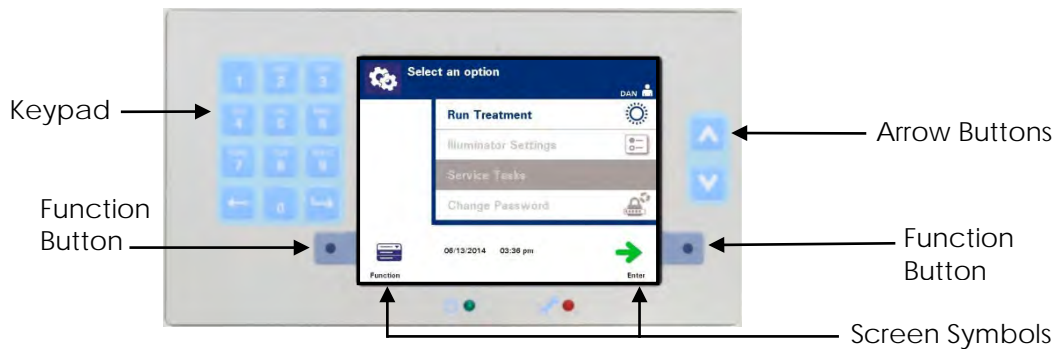 Keypad
Function
Button
1 2 3
4 5 6
7 8 9
0
Select an option
DAN
Run Treatment
Illuminator Settings
Service Tasks
Change Password
06/13/2014 03:36 pm
Function
Enter
Arrow Buttons
Function
Button
Screen Symbols